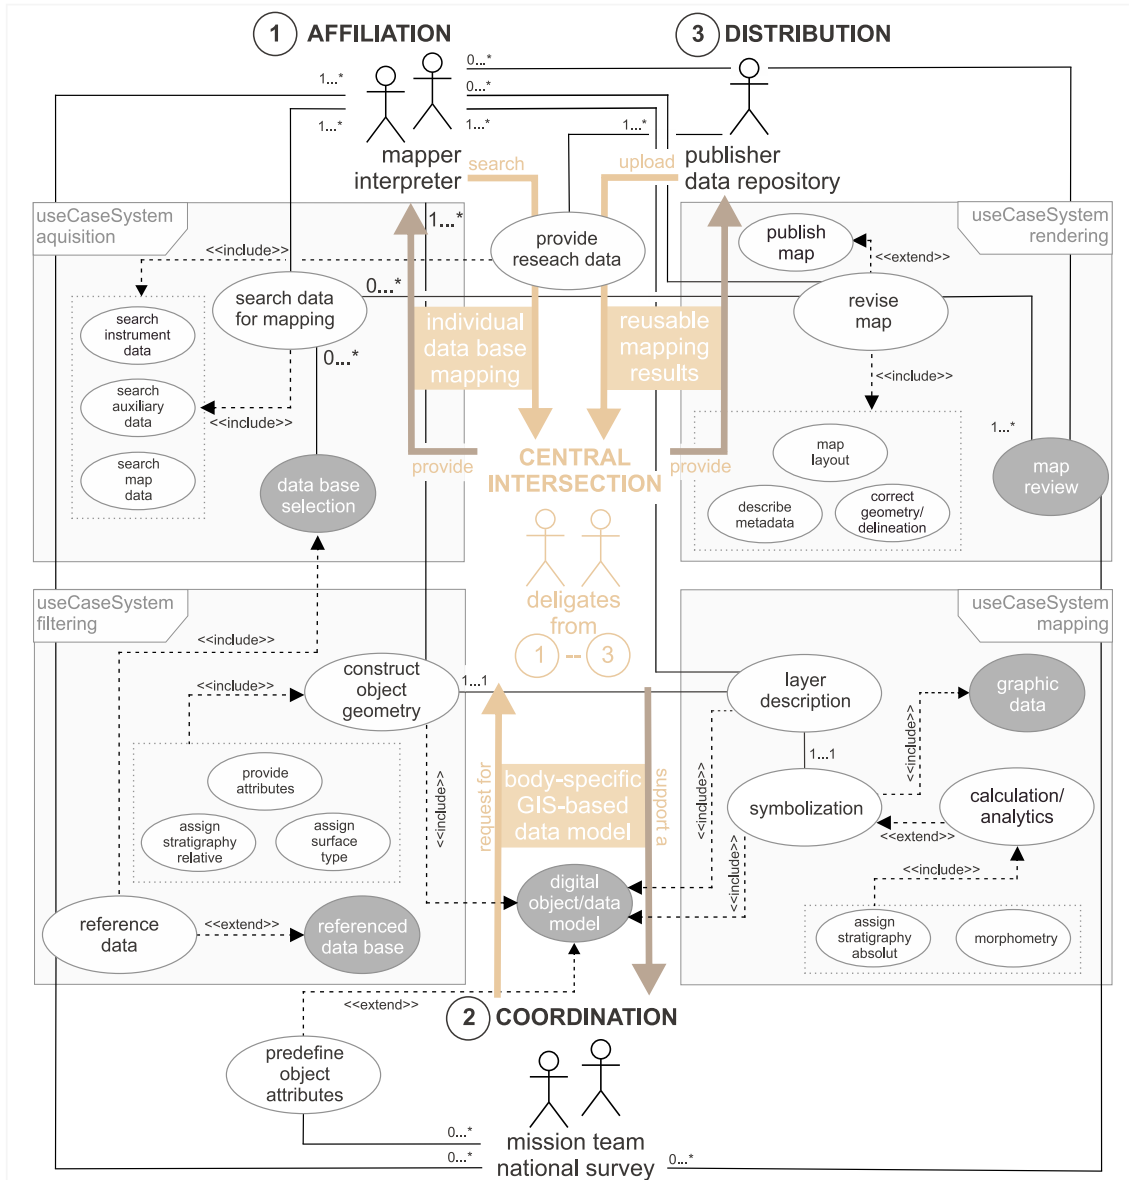 1 AFFILIATION
3 DISTRIBUTION
0...*
1...*
0...*
1...*
1...*
1...*
mapper
interpreter
search
upload
publisher
data repository
useCaseSystem
aquisition
1...*
provide
reseach data
publish
map
useCaseSystem
rendering
<<include>>
<<extend>>
search data
for mapping
0...*
revise
map
search
instrument
data
individual
data base
mapping
reusable
mapping
results
0...*
<<include>>
search
auxiliary
data
<<include>>
1...*
map
layout
search
map
data
provide
CENTRAL
INTERSECTION
provide
data base
selection
map
review
describe
metadata
correct
geometry/
delineation
deligates
from
1 -- 3
useCaseSystem
filtering
useCaseSystem
mapping
<<include>>
construct
object
geometry
1...1
layer
description
graphic
data
<<include>>
<<include>>
1...1
provide
attributes
request for
body-specific
GIS-based
data model
support a
<<include>>
<<include>>
symbolization
calculation/
analytics
<<extend>>
assign
stratigraphy
relative
assign
surface
type
<<include>>
<<include>>
digital
object/data
model
reference
data
<<extend>>
referenced
data base
assign
stratigraphy
absolut
morphometry
<<extend>>
2 COORDINATION
predefine
object
attributes
0...*
mission team
national survey
0...*
0...*